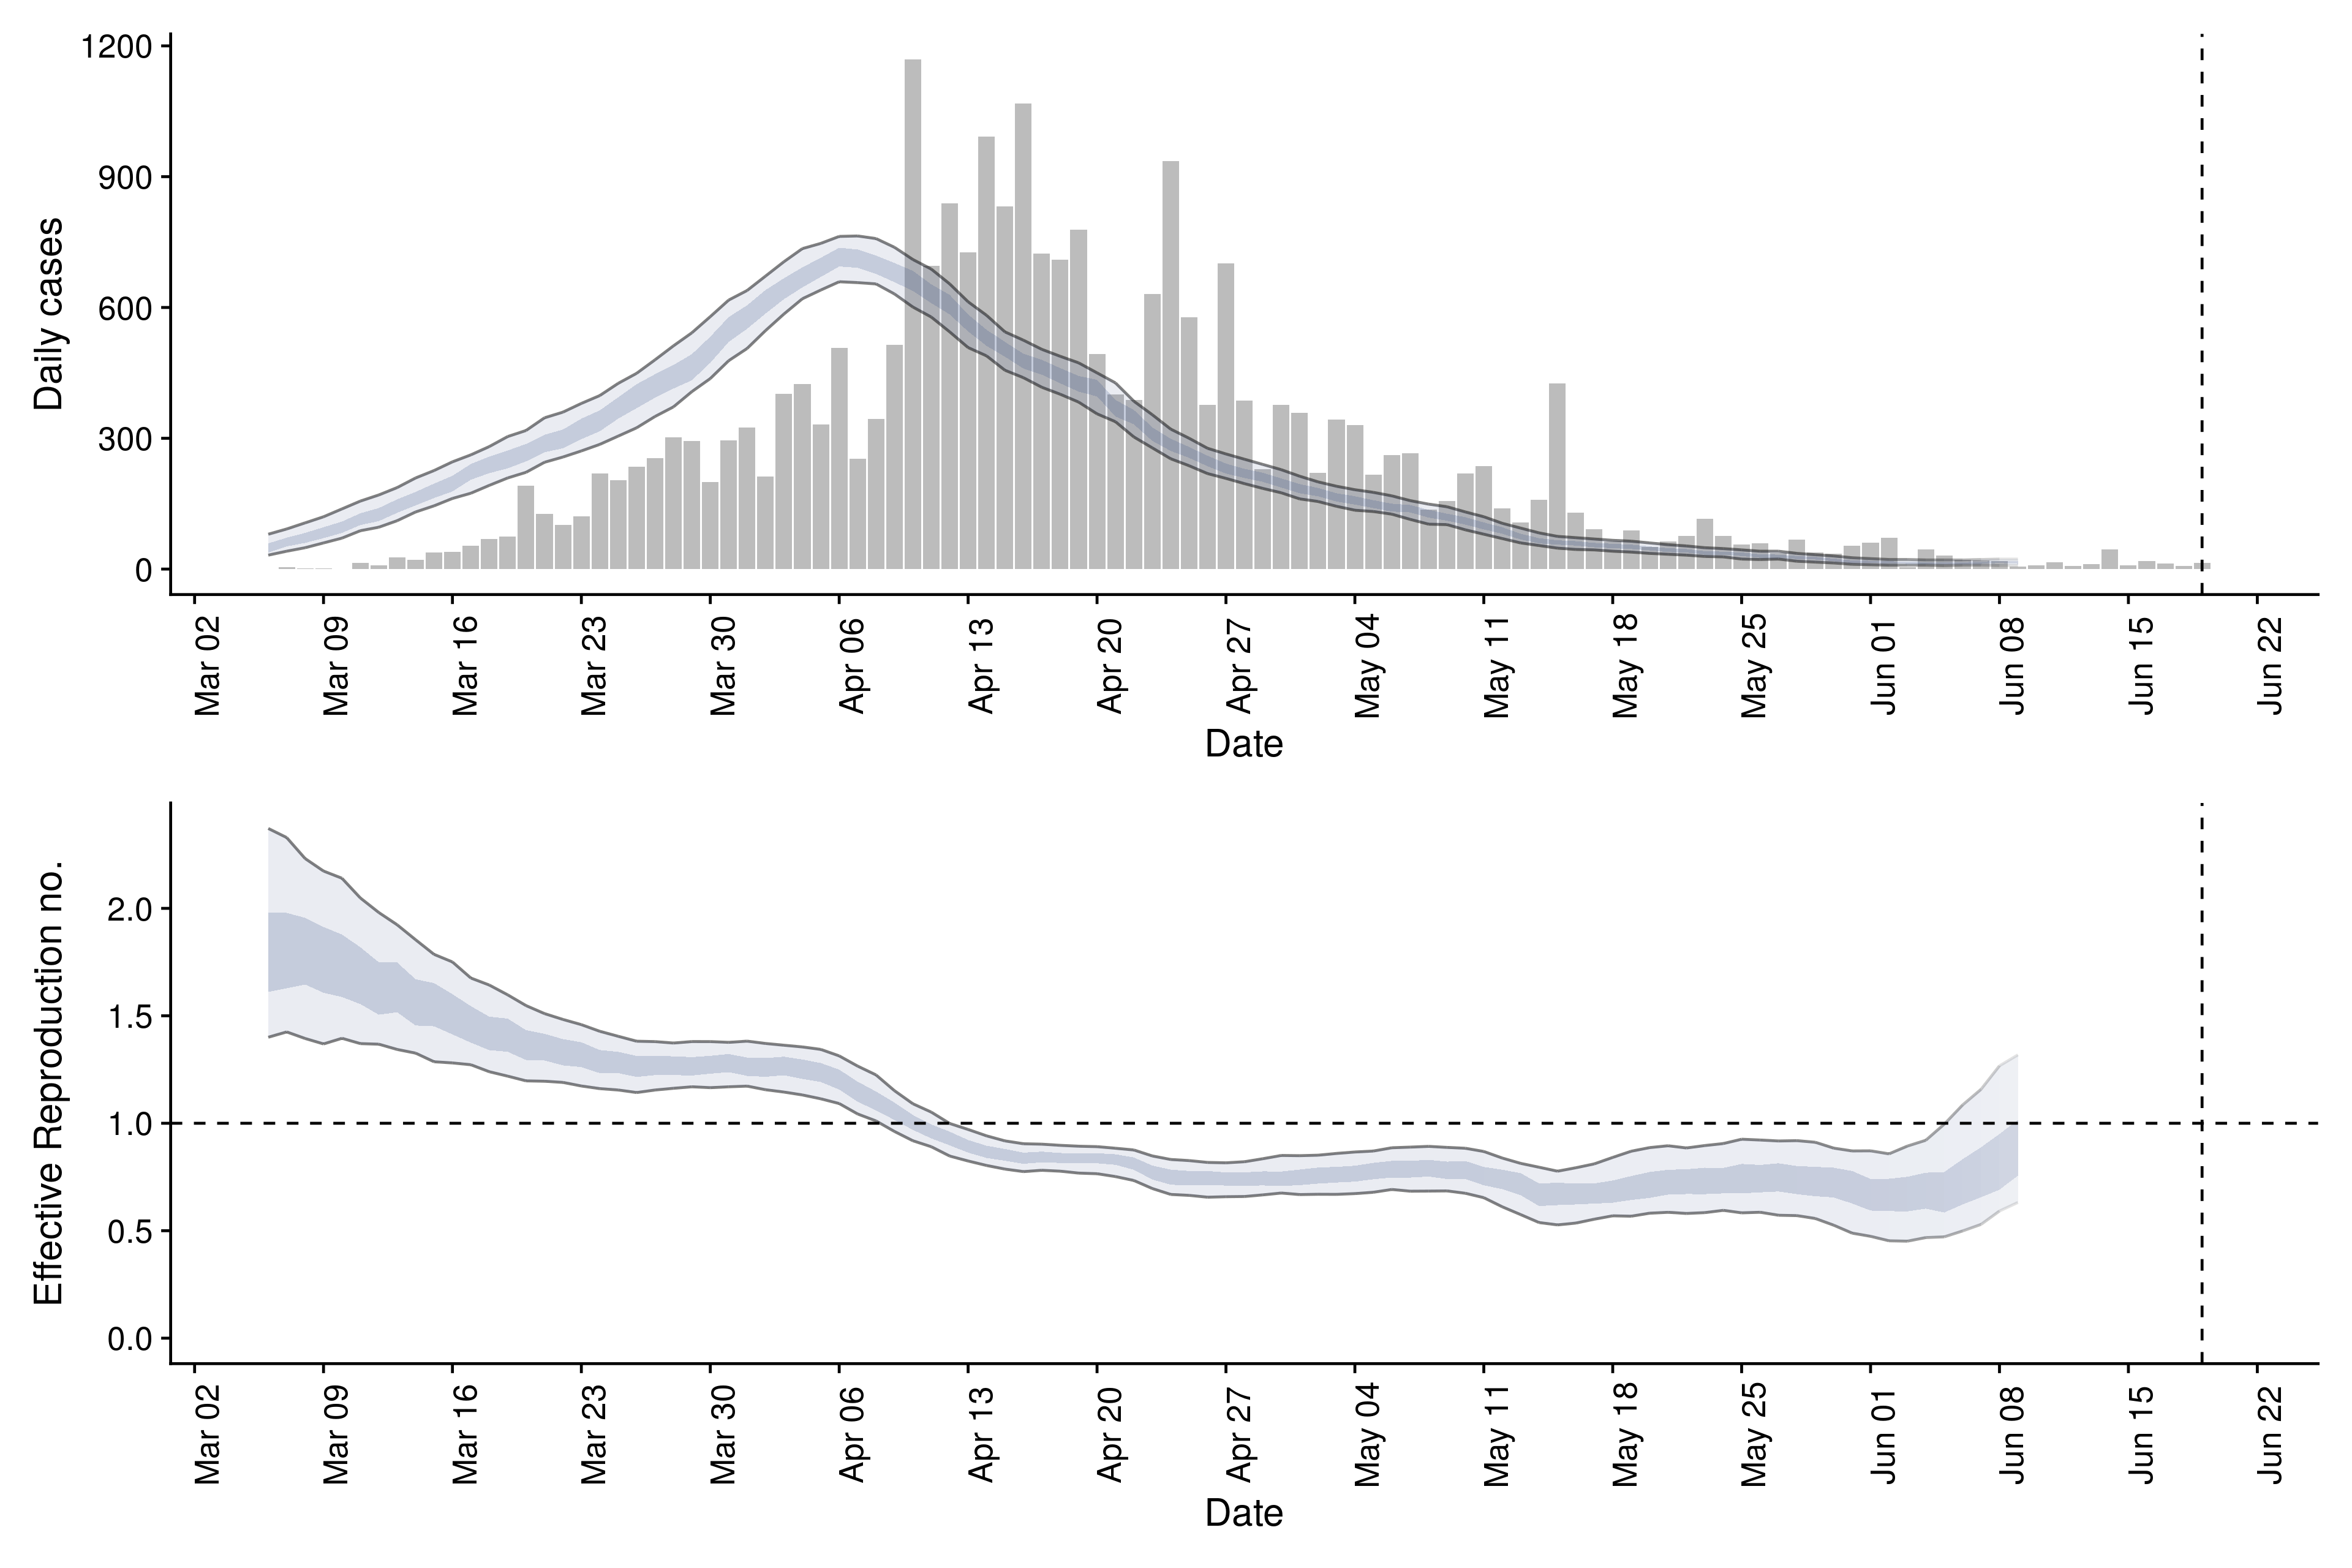 Daily cases
1200
900
600
300
0
Mar 02
Mar 09
Mar 16
Mar 23
Mar 30
Apr 06
Apr 13
Apr 20
Apr 27
May 04
May 11
May 18
May 25
Jun 01
Jun 08
Jun 15
Jun 22
Date
Effective Reproduction no.
2.0
1.5
1.0
0.5
0.0
Mar 02
Mar 09
Mar 16
Mar 23
Mar 30
Apr 06
Apr 13
Apr 20
Apr 27
May 04
May 11
May 18
May 25
Jun 01
Jun 08
Jun 15
Jun 22
Date